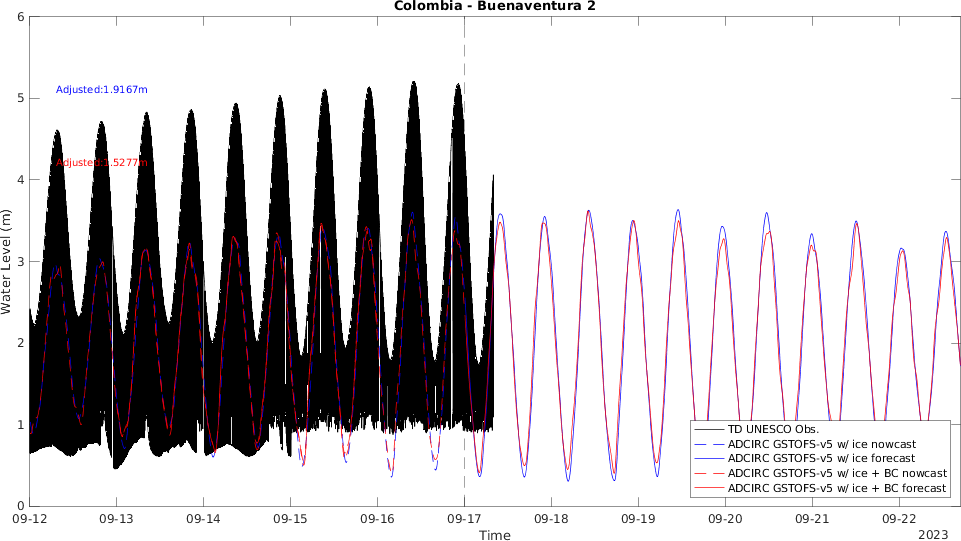 Colombia - Buenaventura 2
6
5
4
3
2
1
0
Water Level (m)
Adjusted:1.9167m
Adjusted:1.5277m
TD UNESCO Obs.
ADCIRC GSTOFS-v5 w/ ice nowcast
ADCIRC GSTOFS-v5 w/ ice forecast
ADCIRC GSTOFS-v5 w/ ice + BC nowcast
ADCIRC GSTOFS-v5 w/ ice + BC forecast
09-12 09-13 09-14 09-15 09-16 09-17 09-18 09-19 09-20 09-21 09-22
Time
2023